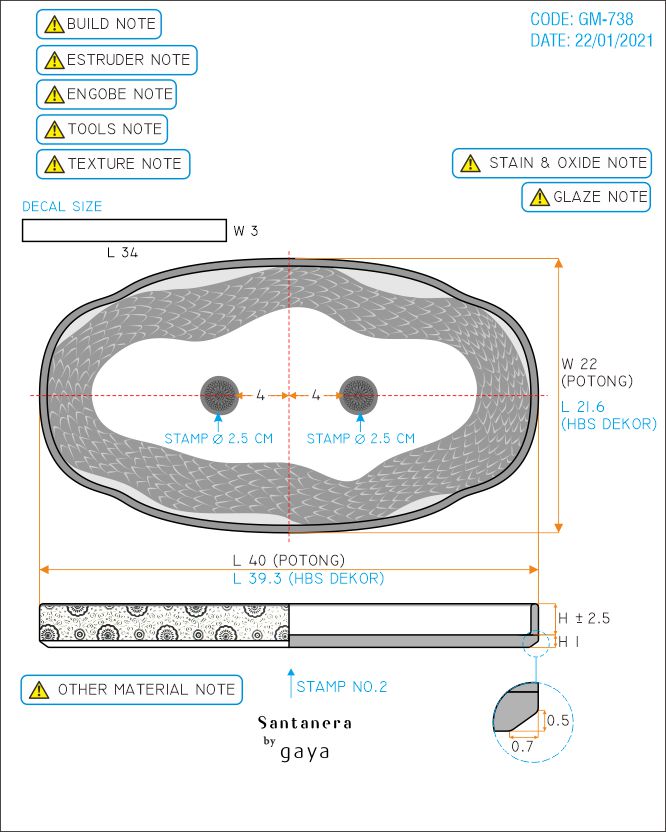 BUILD NOTE
CODE: GM-738
DATE: 22/01/2021
ESTRUDER NOTE
ENGOBE NOTE
TOOLS NOTE
TEXTURE NOTE
STAIN & OXIDE NOTE
GLAZE NOTE
DECAL SIZE
W 3
L 34
W 22
(POTONG)
L 21.6
(HBS DEKOR)
4
4
STAMP Ø 2.5 CM
STAMP Ø 2.5 CM
L 40 (POTONG)
L 39.3 (HBS DEKOR)
H ± 2.5
H 1
OTHER MATERIAL NOTE
STAMP NO.2
Santanera
by
gaya
0.5
0.7